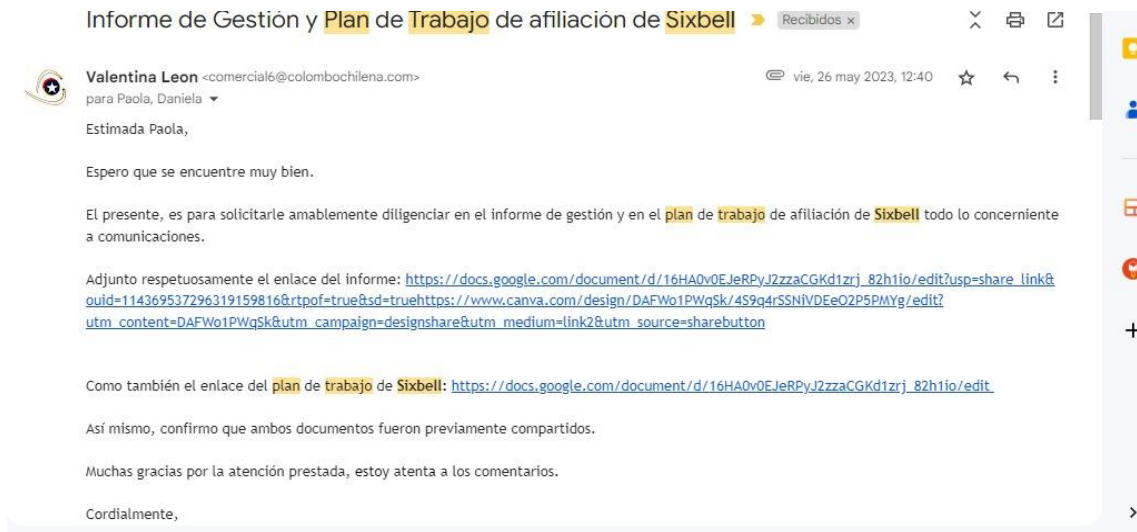 Informe de Gestión y Plan de Trabajo de afiliación de Sixbell Recibidos x
Valentina Leon <comercial6@colombochilena.com> vie, 26 may 2023, 12:40
para Paola, Daniela
Estimada Paola,
Espero que se encuentre muy bien.
El presente, es para solicitarle amablemente diligenciar en el informe de gestión y en el plan de trabajo de afiliación de Sixbell todo lo concerniente
a comunicaciones.
Adjunto respetuosamente el enlace del informe: https://docs.google.com/document/d/16HA0v0EJeRPyJ2zzaCGKd1zrj_82h1io/edit?usp=share_link&
ouid=114369537296319159816&rtpof=true&sd=truehttps://www.canva.com/design/DAFWo1PWqSk/4S9q4rSSNiVDEeO2P5PMYg/edit?
utm_content=DAFWo1PWqSk&utm_campaign=designshare&utm_medium=link2&utm_source=sharebutton
Como también el enlace del plan de trabajo de Sixbell: https://docs.google.com/document/d/16HA0v0EJeRPyJ2zzaCGKd1zrj_82h1io/edit
Así mismo, confirmo que ambos documentos fueron previamente compartidos.
Muchas gracias por la atención prestada, estoy atenta a los comentarios.
Cordialmente,